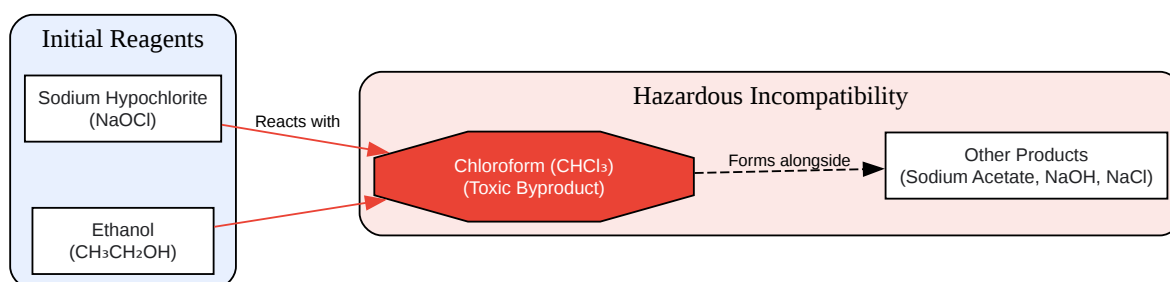 Initial Reagents
Sodium Hypochlorite
(NaOCl)
Reacts with
Ethanol
(CH₃CH₂OH)
Hazardous Incompatibility
Chloroform (CHCl₃)
(Toxic Byproduct)
Forms alongside
Other Products
(Sodium Acetate, NaOH, NaCl)